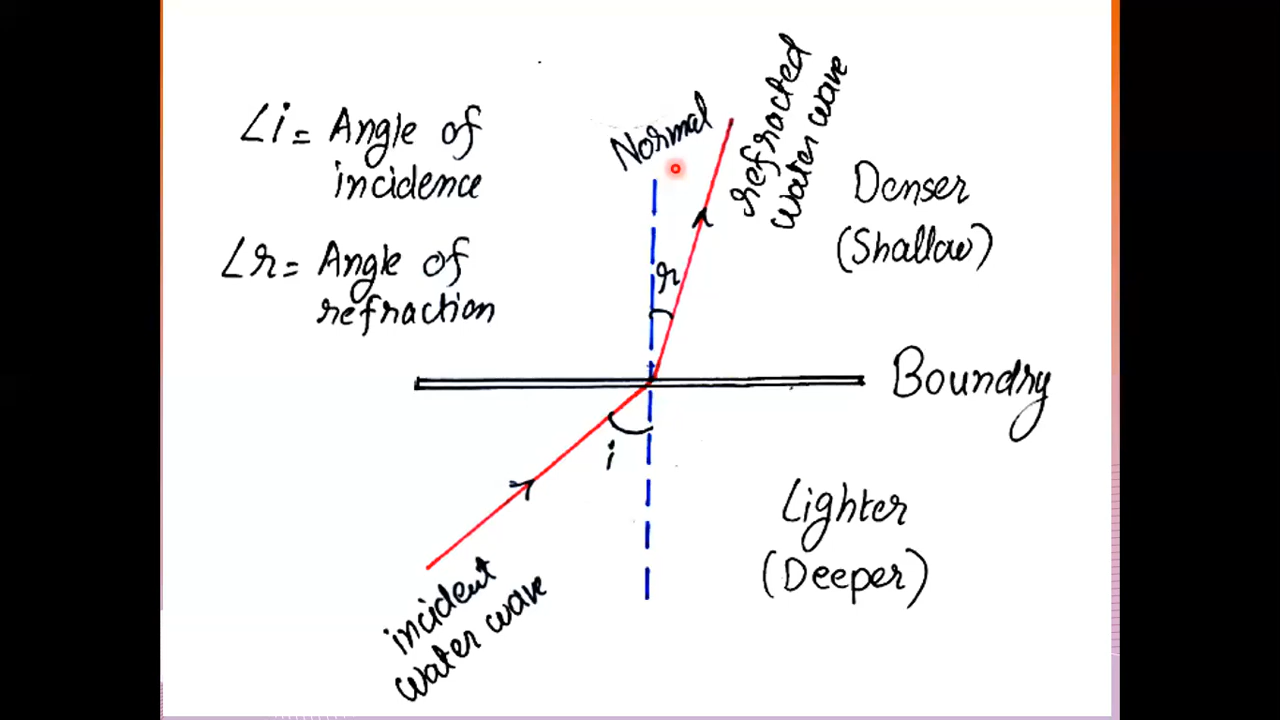 ∠i = Angle of
incidence
∠r = Angle of
refraction
Normal
refracted
water wave
Denser
(Shallow)
r
Boundry
i
Lighter
(Deeper)
incident
water wave